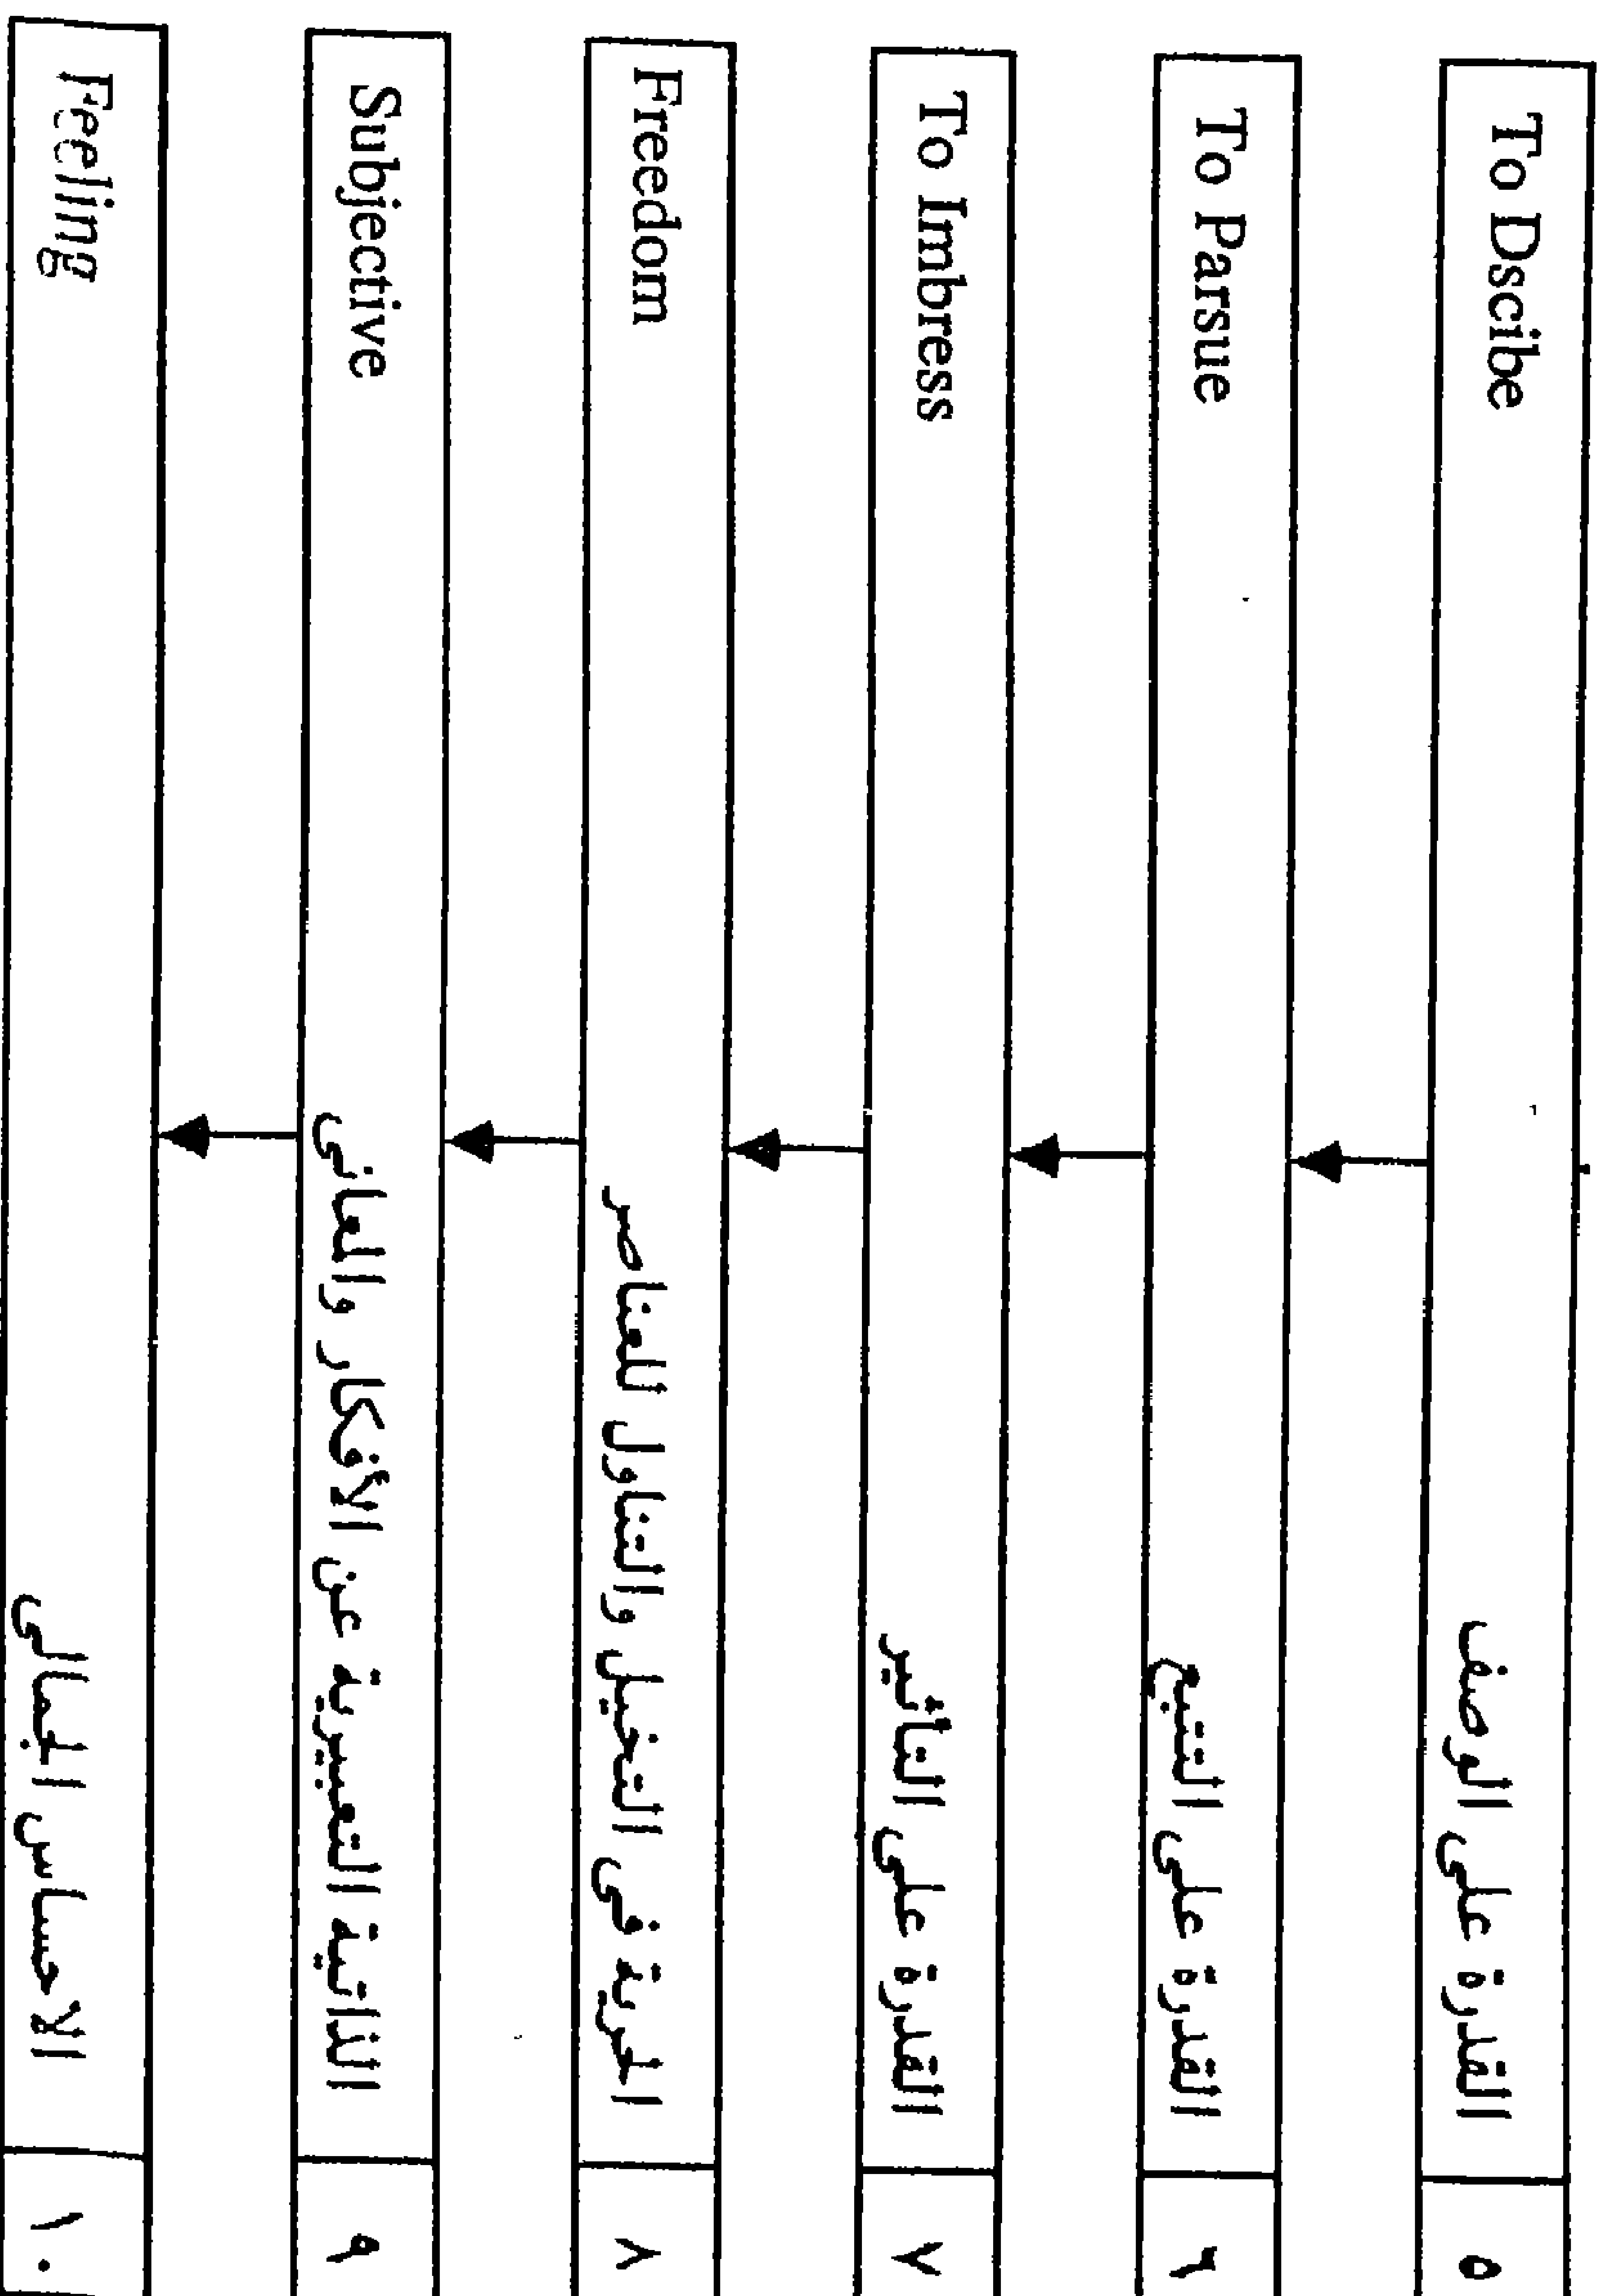 ٥ القدرة على الوصف To Dscibe
٦ القدرة على التتبع To Parsue
٧ القدرة على التأثير To Imbress
٨ الحرية فى التخيل والتناول للعناصر Freedom
٩ الذاتية التعبيرية عن الأفكار والمعانى Subjective
١٠ الاحساس الجمالى Feeling